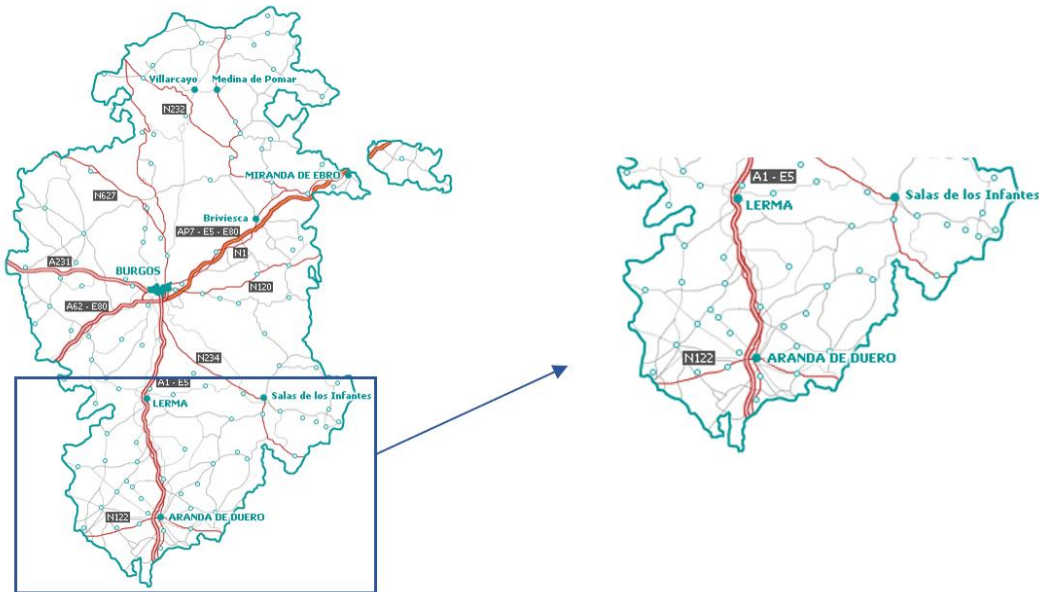 Villarcayo
Medina de Pomar
N232
MIRANDA DE EBRO
N627
Briviesca
AP7 - E5 - E80
N1
A231
BURGOS
N120
A62 - E80
N234
A1 - E5
LERMA
Salas de los Infantes
N122
ARANDA DE DUERO
A1 - E5
LERMA
Salas de los Infantes
N122
ARANDA DE DUERO